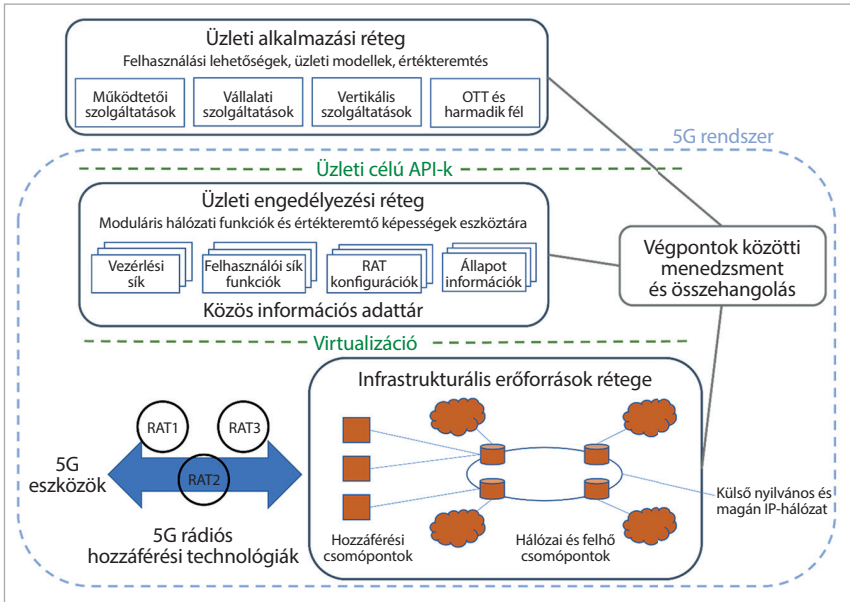 Üzleti alkalmazási réteg
Felhasználási lehetőségek, üzleti modellek, értékteremtés
Működtetői
szolgáltatások
Vállalati
szolgáltatások
Vertikális
szolgáltatások
OTT és
harmadik fél
5G rendszer
Üzleti célú API-k
Üzleti engedélyezési réteg
Moduláris hálózati funkciók és értékteremtő képességek eszköztára
Vezérlési
sík
Felhasználói sík
funkciók
RAT
konfigurációk
Állapot
információk
Közös információs adattár
Végpontok közötti
menedzsment
és összehangolás
Virtualizáció
Infrastrukturális erőforrások rétege
RAT1
RAT3
RAT2
5G
eszközök
5G rádiós
hozzáférési technológiák
Hozzáférési
csomópontok
Hálózai és felhő
csomópontok
Külső nyilvános és
magán IP-hálózat